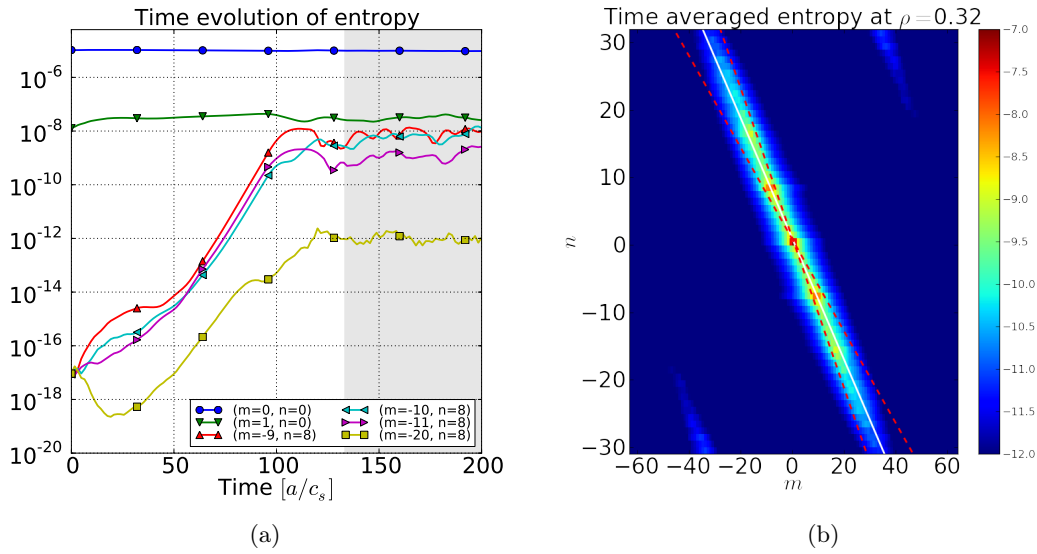 Time evolution of entropy
10^{-6}
10^{-8}
10^{-10}
10^{-12}
10^{-14}
10^{-16}
10^{-18}
10^{-20}
0 50 100 150 200
Time [a/c_s]
(m=0, n=0)
(m=1, n=0)
(m=-9, n=8)
(m=-10, n=8)
(m=-11, n=8)
(m=-20, n=8)
(a)
Time averaged entropy at ρ=0.32
30
20
10
0
−10
−20
−30
n
−60 −40 −20 0 20 40 60
m
−7.0
−7.5
−8.0
−8.5
−9.0
−9.5
−10.0
−10.5
−11.0
−11.5
−12.0
(b)